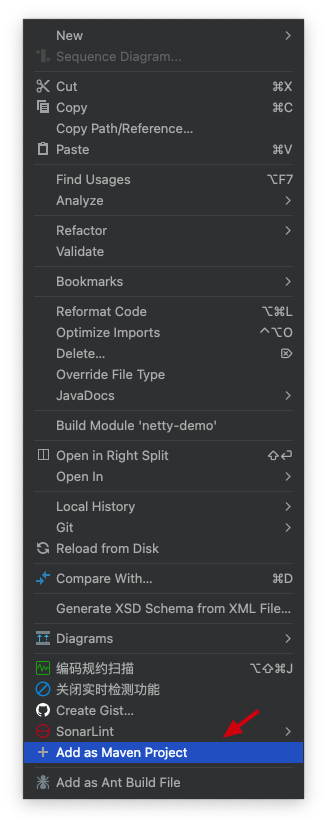 New
Sequence Diagram...
Cut ⌘X
Copy ⌘C
Copy Path/Reference...
Paste ⌘V
Find Usages ⌥F7
Analyze
Refactor
Validate
Bookmarks
Reformat Code ⌥⌘L
Optimize Imports ^⌥O
Delete... ⌦
Override File Type
JavaDocs
Build Module 'netty-demo'
Open in Right Split ⇧⏎
Open In
Local History
Git
Reload from Disk
Compare With... ⌘D
Generate XSD Schema from XML File...
Diagrams
编码规约扫描 ⌥⇧⌘J
关闭实时检测功能
Create Gist...
SonarLint
Add as Maven Project
Add as Ant Build File